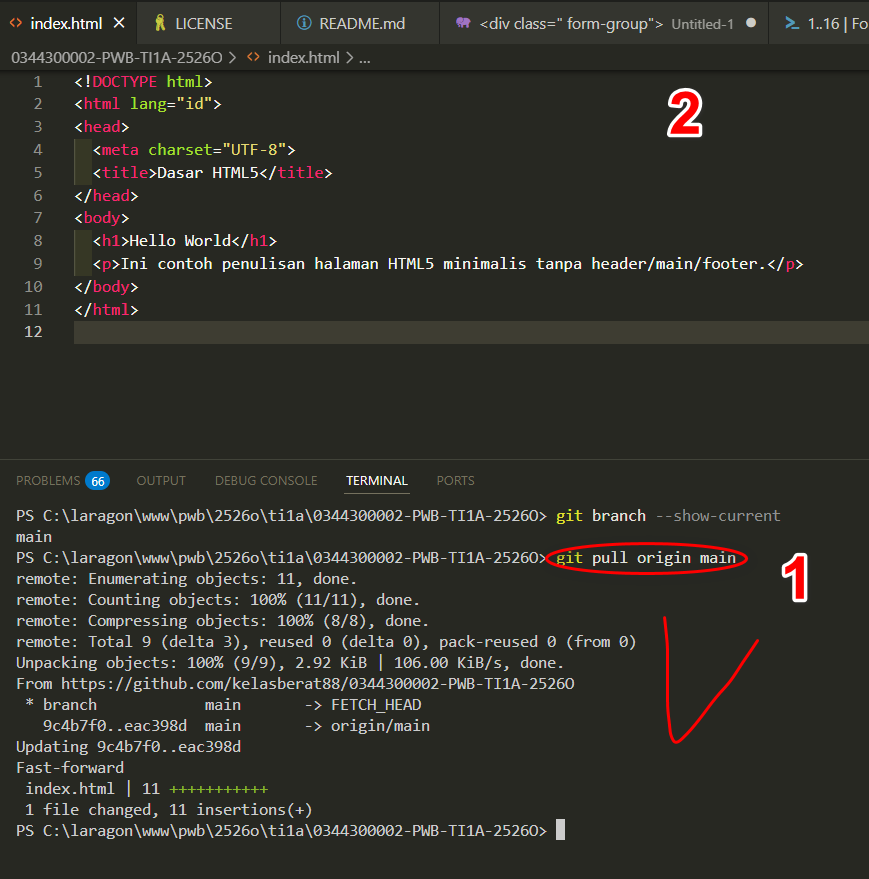 index.html LICENSE README.md <div class=" form-group"> Untitled-1 1..16 | Fo
0344300002-PWB-TI1A-2526O > index.html > ...
1 <!DOCTYPE html>
2 <html lang="id">
3 <head>
4 <meta charset="UTF-8">
5 <title>Dasar HTML5</title>
6 </head>
7 <body>
8 <h1>Hello World</h1>
9 <p>Ini contoh penulisan halaman HTML5 minimalis tanpa header/main/footer.</p>
10 </body>
11 </html>
12
2
PROBLEMS 66 OUTPUT DEBUG CONSOLE TERMINAL PORTS
PS C:\laragon\www\pwb\2526o\ti1a\0344300002-PWB-TI1A-2526O> git branch --show-current
main
PS C:\laragon\www\pwb\2526o\ti1a\0344300002-PWB-TI1A-2526O> git pull origin main
1
remote: Enumerating objects: 11, done.
remote: Counting objects: 100% (11/11), done.
remote: Compressing objects: 100% (8/8), done.
remote: Total 9 (delta 3), reused 0 (delta 0), pack-reused 0 (from 0)
Unpacking objects: 100% (9/9), 2.92 KiB | 106.00 KiB/s, done.
From https://github.com/kelasberat88/0344300002-PWB-TI1A-2526O
* branch main -> FETCH_HEAD
9c4b7f0..eac398d main -> origin/main
Updating 9c4b7f0..eac398d
Fast-forward
index.html | 11 +++++++++++
1 file changed, 11 insertions(+)
PS C:\laragon\www\pwb\2526o\ti1a\0344300002-PWB-TI1A-2526O>